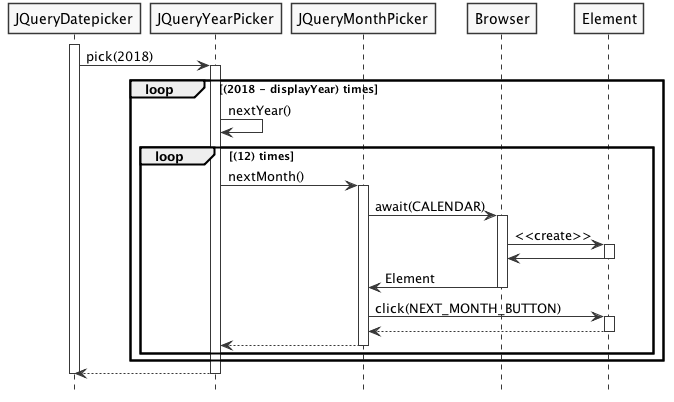 JQueryDatepicker JQueryYearPicker JQueryMonthPicker Browser Element
pick(2018)
loop [(2018 - displayYear) times]
nextYear()
loop [(12) times]
nextMonth()
await(CALENDAR)
<<create>>
Element
click(NEXT_MONTH_BUTTON)